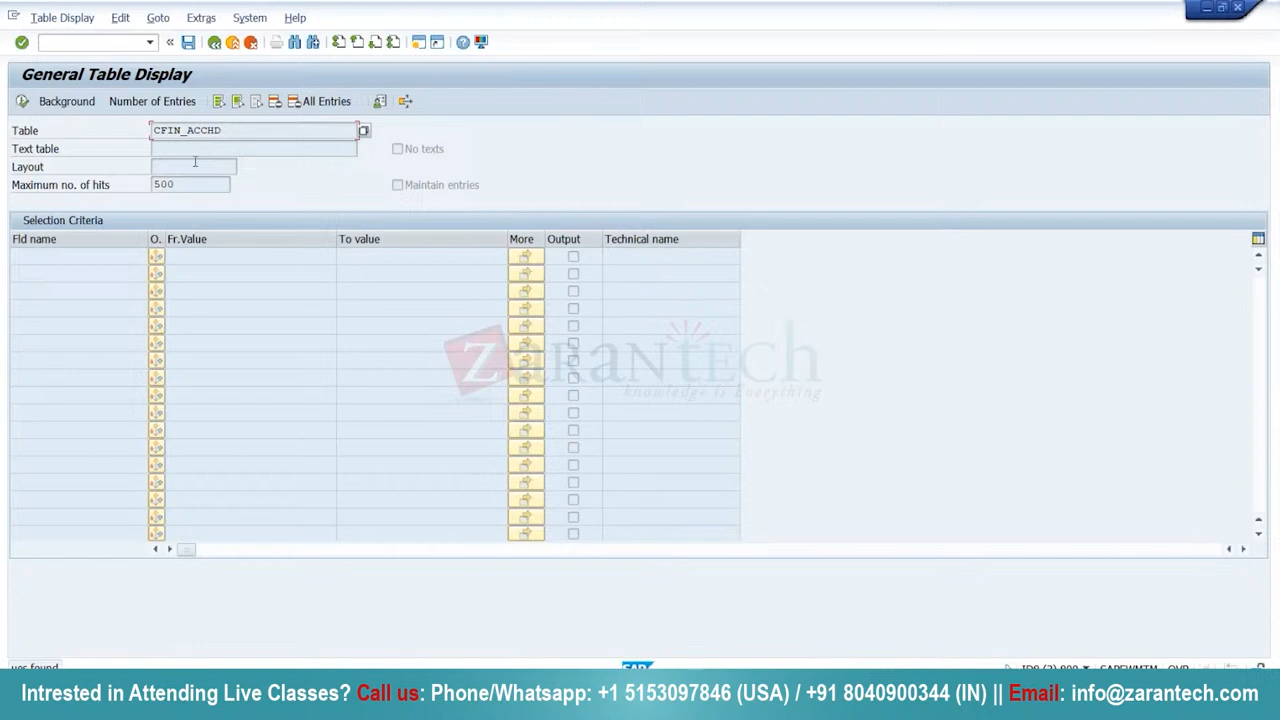 Table Display Edit Goto Extras System Help
General Table Display
Background Number of Entries All Entries
Table CFIN_ACCHD
Text table No texts
Layout
Maximum no. of hits 500 Maintain entries
Selection Criteria
Fld name O. Fr.Value To value More Output Technical name
zarantech
knowledge is Everything
ues found SAP
Intrested in Attending Live Classes? Call us: Phone/Whatsapp: +1 5153097846 (USA) / +91 8040900344 (IN) || Email: info@zarantech.com